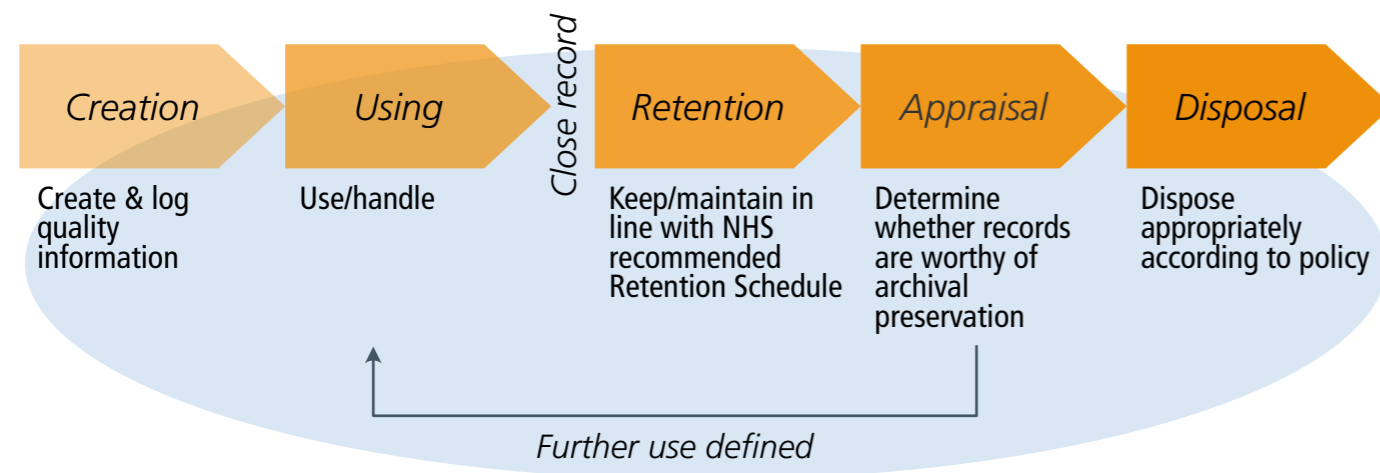 Creation
Using
Close record
Retention
Appraisal
Disposal
Create & log
quality
information
Use/handle
Keep/maintain in
line with NHS
recommended
Retention Schedule
Determine
whether records
are worthy of
archival
preservation
Dispose
appropriately
according to policy
Further use defined